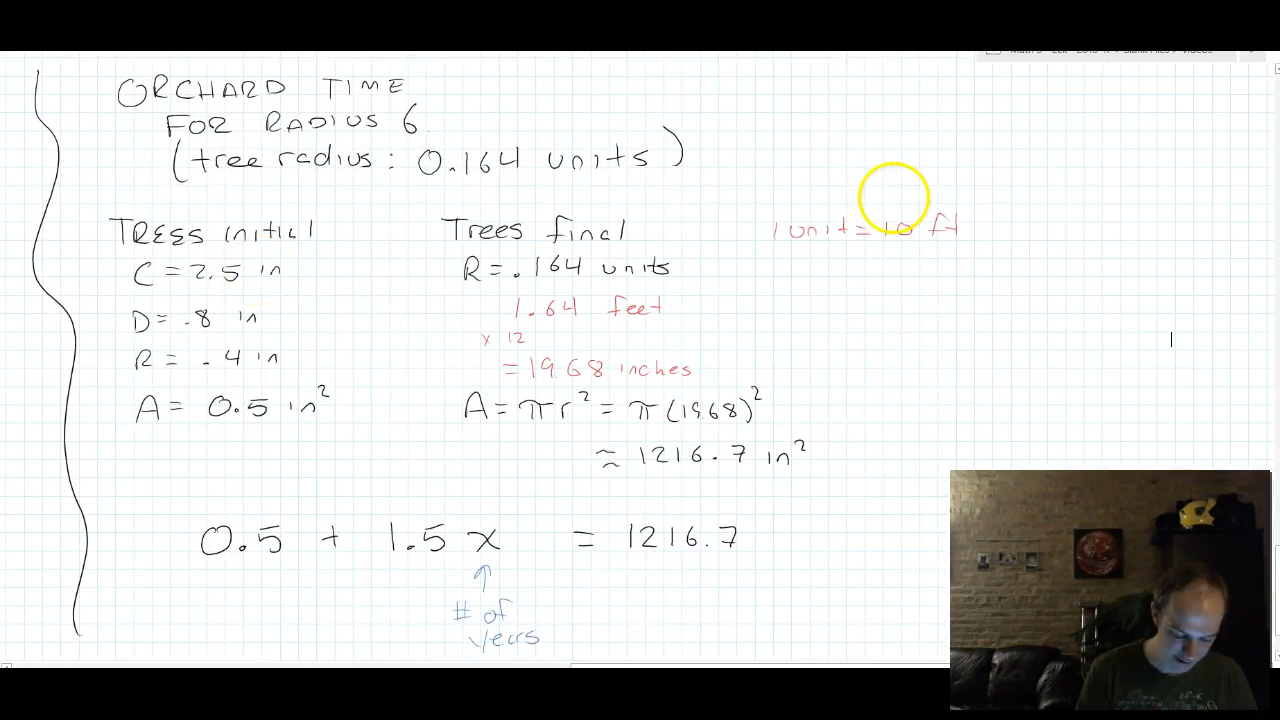 ORCHARD TIME
FOR RADIUS 6
(tree radius: 0.164 units)
TREES initial
C = 2.5 in
D = .8 in
R = .4 in
A = 0.5 in²
Trees final
R = .164 units
1.64 feet
x 12
= 19.68 inches
A = πr² = π(19.68)²
≈ 1216.7 in²
1 unit = 10 ft
0.5 + 1.5 x = 1216.7
↑
# of
years